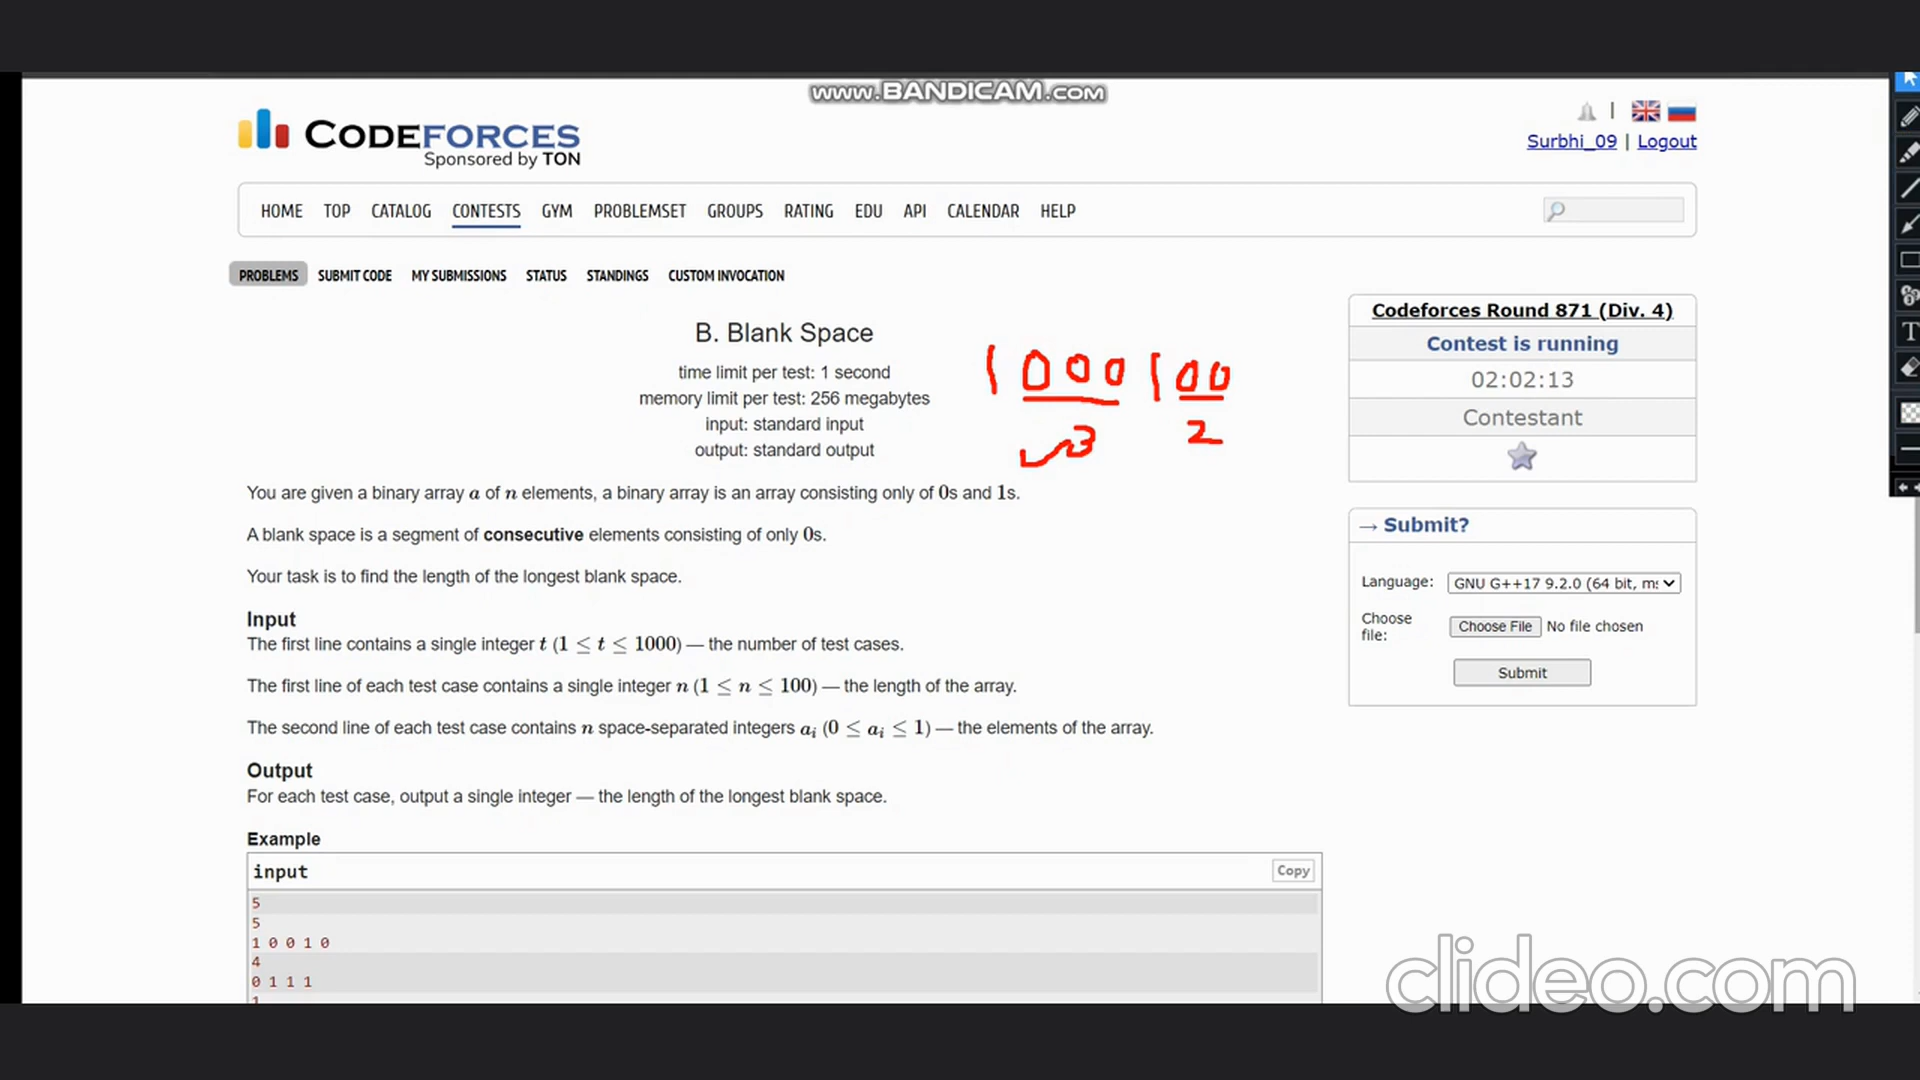 www.BANDICAM.com
CODEFORCES
Sponsored by TON
Surbhi_09 | Logout
HOME TOP CATALOG CONTESTS GYM PROBLEMSET GROUPS RATING EDU API CALENDAR HELP
PROBLEMS SUBMIT CODE MY SUBMISSIONS STATUS STANDINGS CUSTOM INVOCATION
B. Blank Space
time limit per test: 1 second
memory limit per test: 256 megabytes
input: standard input
output: standard output
1 000 1 00
3 2
You are given a binary array a of n elements, a binary array is an array consisting only of 0s and 1s.
A blank space is a segment of consecutive elements consisting of only 0s.
Your task is to find the length of the longest blank space.
Input
The first line contains a single integer t (1 ≤ t ≤ 1000) — the number of test cases.
The first line of each test case contains a single integer n (1 ≤ n ≤ 100) — the length of the array.
The second line of each test case contains n space-separated integers aᵢ (0 ≤ aᵢ ≤ 1) — the elements of the array.
Output
For each test case, output a single integer — the length of the longest blank space.
Example
input
Copy
5
5
1 0 0 1 0
4
0 1 1 1
1
Codeforces Round 871 (Div. 4)
Contest is running
02:02:13
Contestant
→ Submit?
Language: GNU G++17 9.2.0 (64 bit, ms
Choose file: Choose File No file chosen
Submit
T
clideo.com